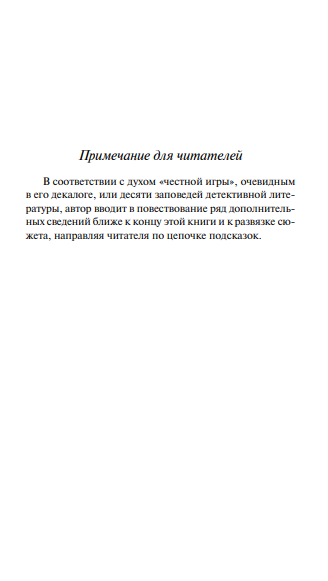 Примечание для читателей
В соответствии с духом «честной игры», очевидным
в его декалоге, или десяти заповедей детективной лите-
ратуры, автор вводит в повествование ряд дополнитель-
ных сведений ближе к концу этой книги и к развязке сю-
жета, направляя читателя по цепочке подсказок.